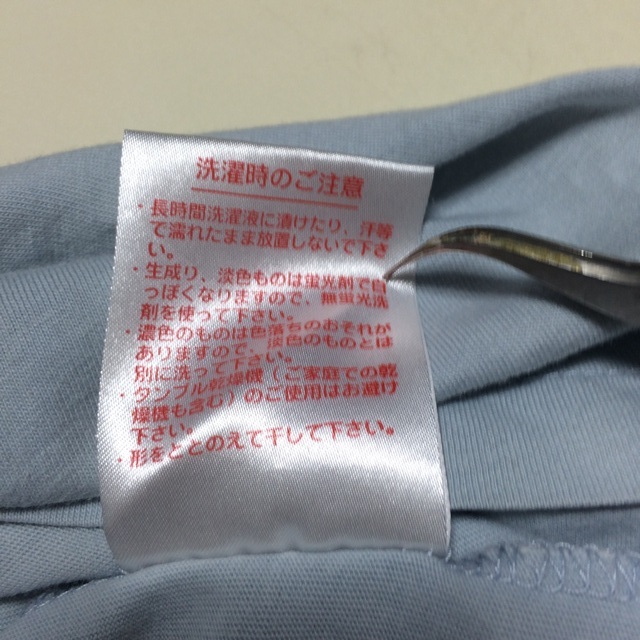 洗濯時のご注意
・長時間洗濯液に漬けたり、汗等
で濡れたまま放置しないで下さ
い。
・生成り、淡色ものは蛍光剤で白
っぽくなりますので、無蛍光洗
剤を使って下さい。
・濃色のものは色落ちのおそれが
ありますので、淡色のものとは
別に洗って下さい。
・タンブル乾燥機(ご家庭での乾
燥機も含む)のご使用はお避け
下さい。
・形をととのえて干して下さい。